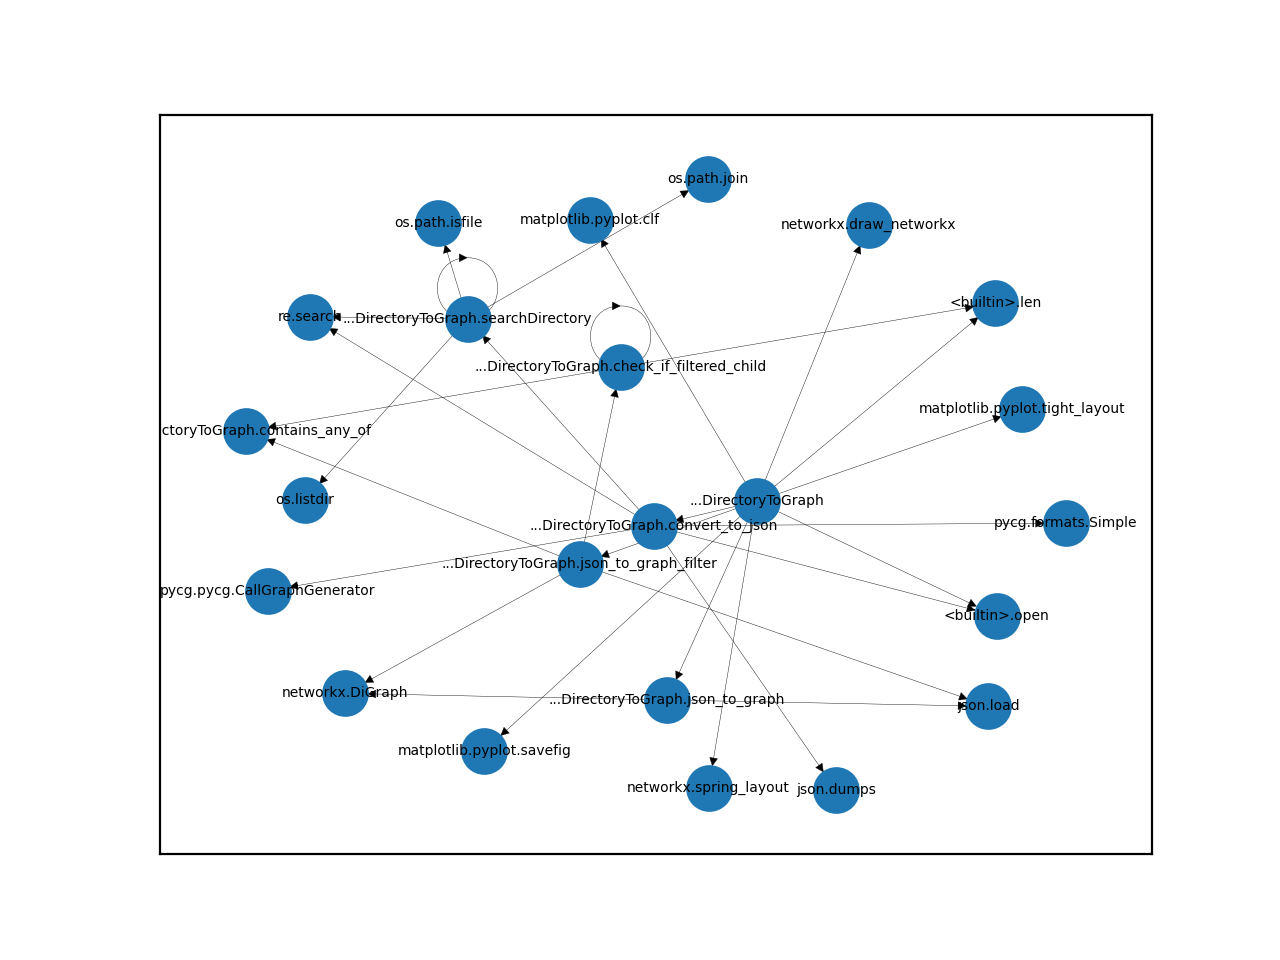 os.path.join
os.path.isfile
matplotlib.pyplot.clf
networkx.draw_networkx
<builtin>.len
re.search
...DirectoryToGraph.searchDirectory
...DirectoryToGraph.check_if_filtered_child
matplotlib.pyplot.tight_layout
ctoryToGraph.contains_any_of
os.listdir
...DirectoryToGraph
...DirectoryToGraph.convert_to_json
pycg.formats.Simple
...DirectoryToGraph.json_to_graph_filter
pycg.pycg.CallGraphGenerator
<builtin>.open
networkx.DiGraph
...DirectoryToGraph.json_to_graph
json.load
matplotlib.pyplot.savefig
networkx.spring_layout
json.dumps